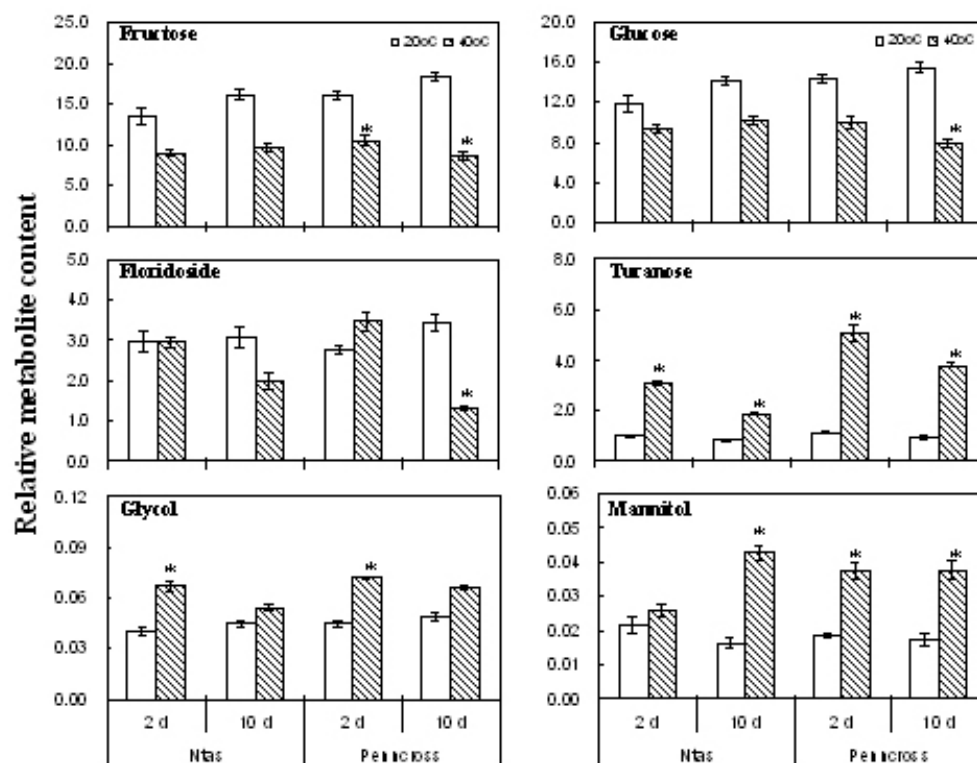 Relative metabolite content
Fructose
20oC 40oC
25.0
20.0
15.0
10.0
5.0
0.0
* *
Glucose
20oC 40oC
20.0
16.0
12.0
8.0
4.0
0.0
*
Floridoside
5.0
4.0
3.0
2.0
1.0
0.0
*
Turanose
8.0
6.0
4.0
2.0
0.0
* * * *
Glycol
0.12
0.09
0.06
0.03
0.00
* *
2 d 10 d 2 d 10 d
Ntas Penncross
Mannitol
0.06
0.05
0.04
0.03
0.02
0.01
0.00
* * *
2 d 10 d 2 d 10 d
Ntas Penncross